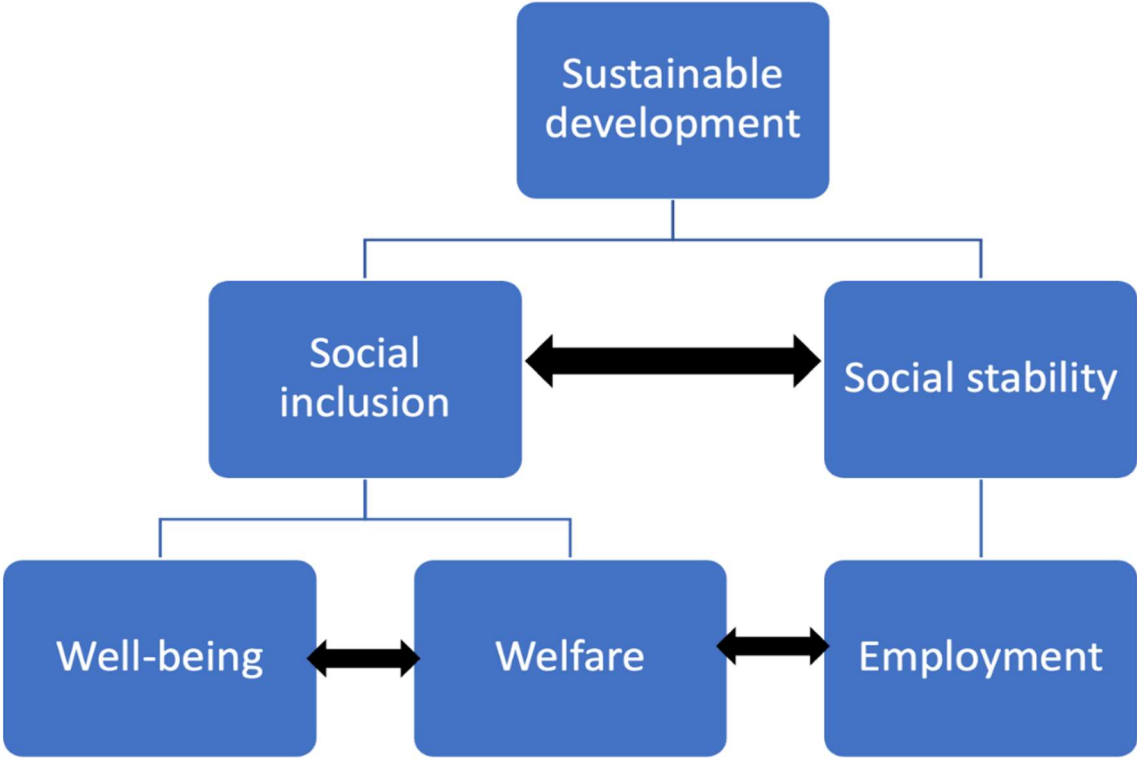 Sustainable
development
Social
inclusion
Social stability
Well-being
Welfare
Employment